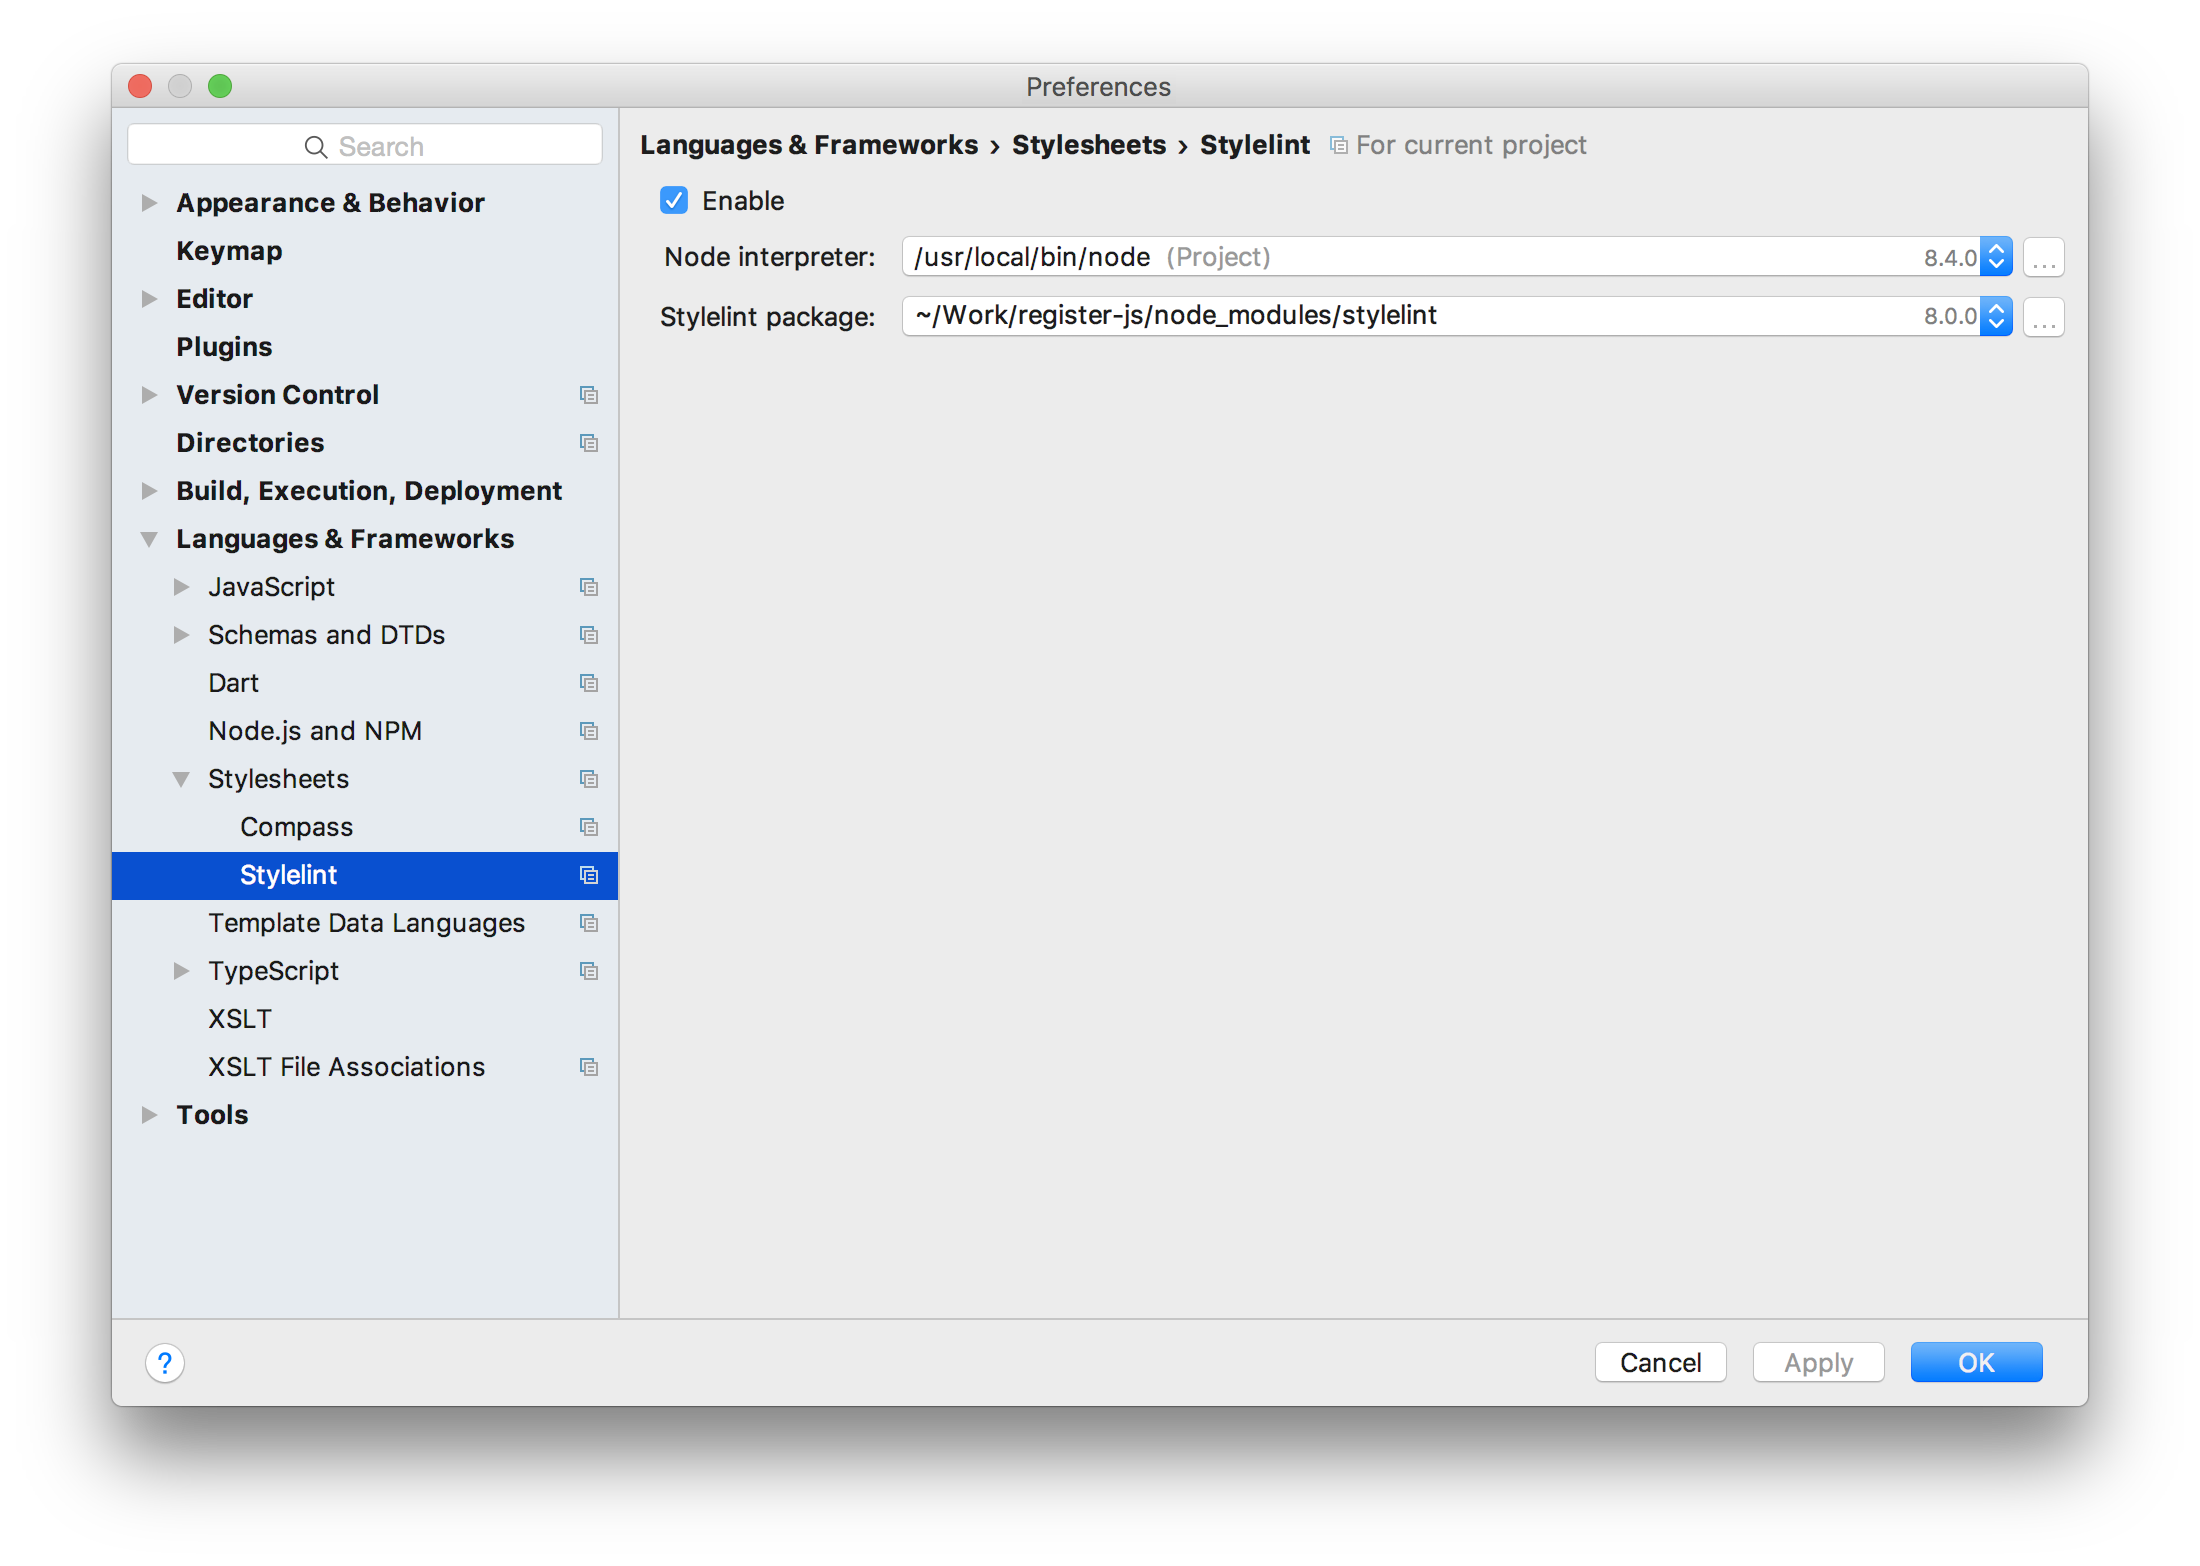 Preferences
Search
Appearance & Behavior
Keymap
Editor
Plugins
Version Control
Directories
Build, Execution, Deployment
Languages & Frameworks
JavaScript
Schemas and DTDs
Dart
Node.js and NPM
Stylesheets
Compass
Stylelint
Template Data Languages
TypeScript
XSLT
XSLT File Associations
Tools
Languages & Frameworks › Stylesheets › Stylelint For current project
Enable
Node interpreter: /usr/local/bin/node (Project) 8.4.0 ...
Stylelint package: ~/Work/register-js/node_modules/stylelint 8.0.0 ...
? Cancel Apply OK